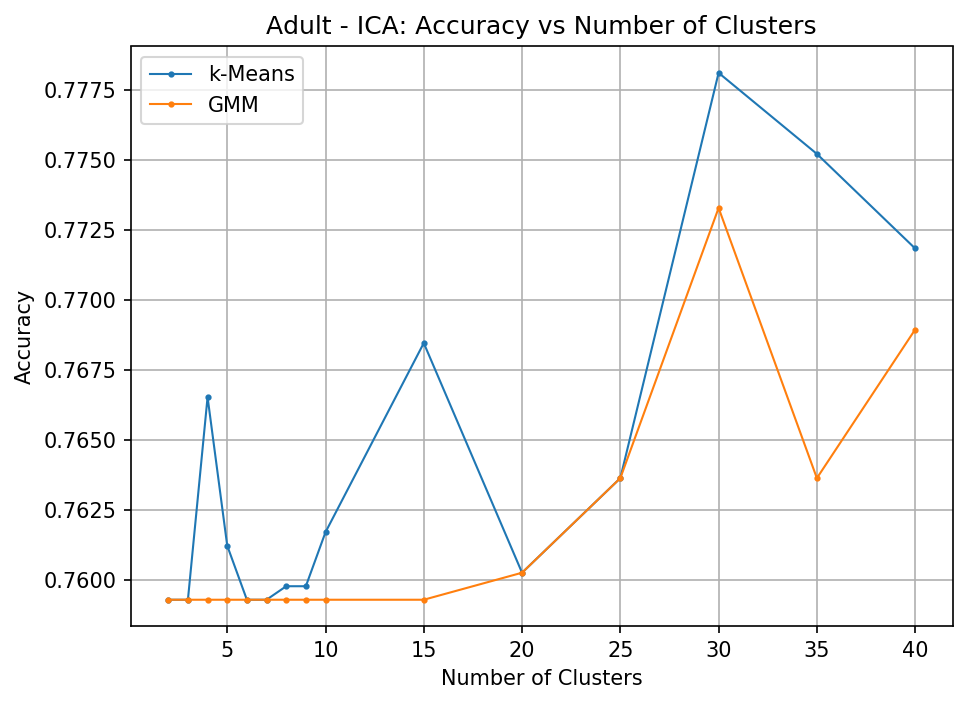 Adult - ICA: Accuracy vs Number of Clusters
k-Means
GMM
Accuracy
0.7775
0.7750
0.7725
0.7700
0.7675
0.7650
0.7625
0.7600
5 10 15 20 25 30 35 40
Number of Clusters